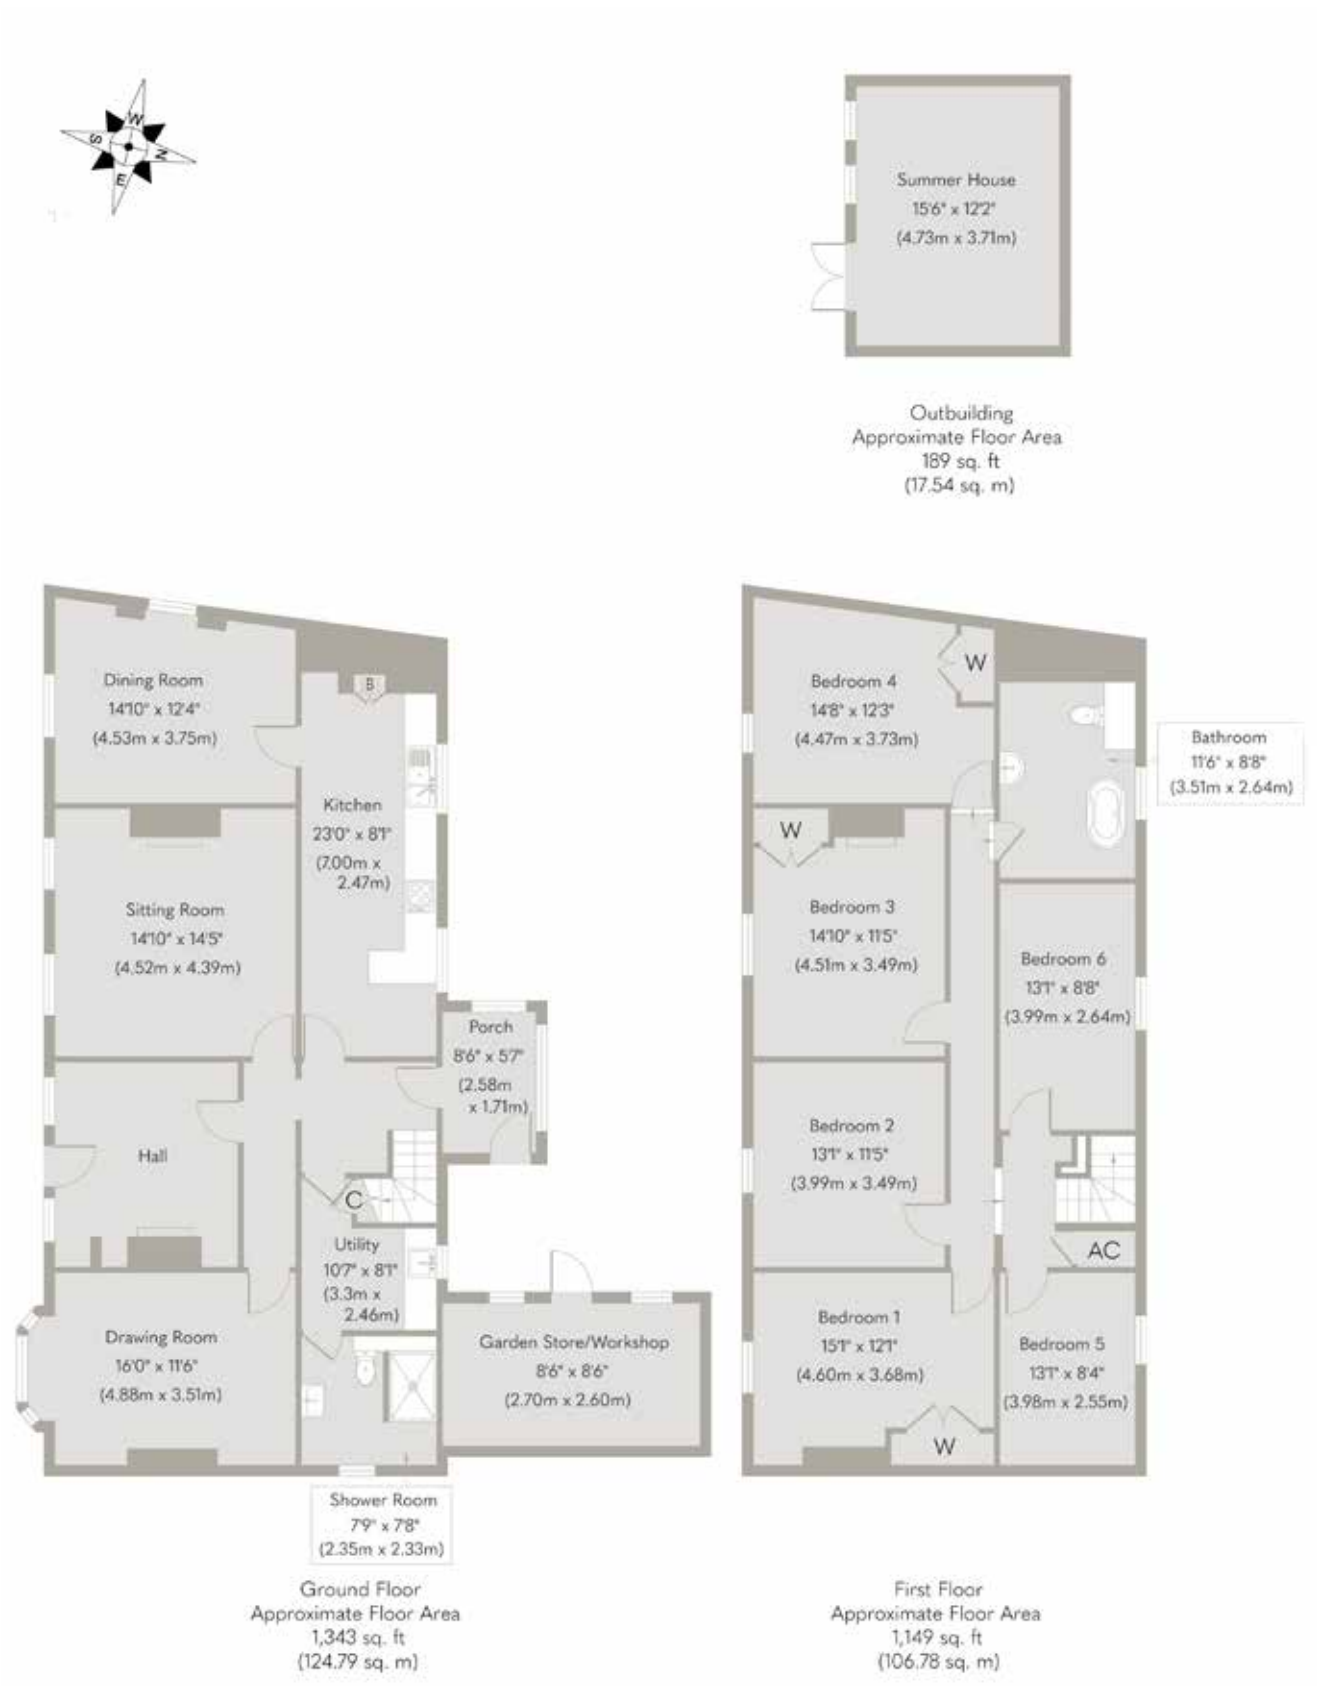 W
S
N
E
Summer House
15'6" x 12'2"
(4.73m x 3.71m)
Outbuilding
Approximate Floor Area
189 sq. ft
(17.54 sq. m)
Dining Room
14'10" x 12'4"
(4.53m x 3.75m)
B
Kitchen
23'0" x 8'1"
(7.00m x
2.47m)
Sitting Room
14'10" x 14'5"
(4.52m x 4.39m)
Porch
8'6" x 5'7"
(2.58m
x 1.71m)
Hall
C
Utility
10'7" x 8'1"
(3.3m x
2.46m)
Drawing Room
16'0" x 11'6"
(4.88m x 3.51m)
Garden Store/Workshop
8'6" x 8'6"
(2.70m x 2.60m)
Shower Room
7'9" x 7'8"
(2.35m x 2.33m)
Ground Floor
Approximate Floor Area
1,343 sq. ft
(124.79 sq. m)
W
Bedroom 4
14'8" x 12'3"
(4.47m x 3.73m)
Bathroom
11'6" x 8'8"
(3.51m x 2.64m)
W
Bedroom 3
14'10" x 11'5"
(4.51m x 3.49m)
Bedroom 6
13'1" x 8'8"
(3.99m x 2.64m)
Bedroom 2
13'1" x 11'5"
(3.99m x 3.49m)
AC
Bedroom 1
15'1" x 12'1"
(4.60m x 3.68m)
Bedroom 5
13'1" x 8'4"
(3.98m x 2.55m)
W
First Floor
Approximate Floor Area
1,149 sq. ft
(106.78 sq. m)